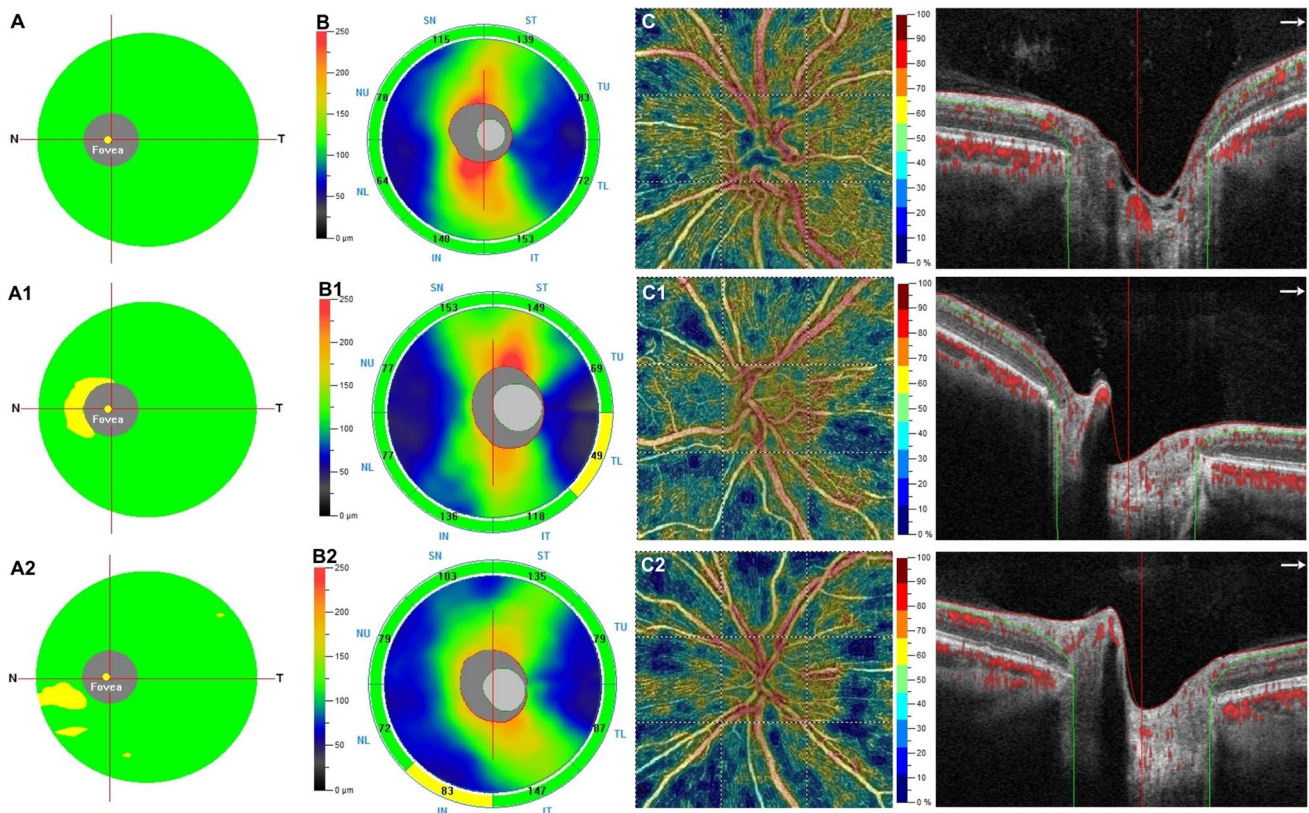 A
N
T
Fovea
B
250
200
150
100
50
0 µm
SN
ST
115
139
NU
TU
78
83
64
72
NL
TL
140
153
IN
IT
C
100
90
80
70
60
50
40
30
20
10
0 %
A1
N
T
Fovea
B1
250
200
150
100
50
0 µm
SN
ST
153
149
NU
TU
77
69
77
49
NL
TL
136
118
IN
IT
C1
100
90
80
70
60
50
40
30
20
10
0 %
A2
N
T
Fovea
B2
250
200
150
100
50
0 µm
SN
ST
103
135
NU
TU
79
79
72
87
NL
TL
83
147
IN
IT
C2
100
90
80
70
60
50
40
30
20
10
0 %